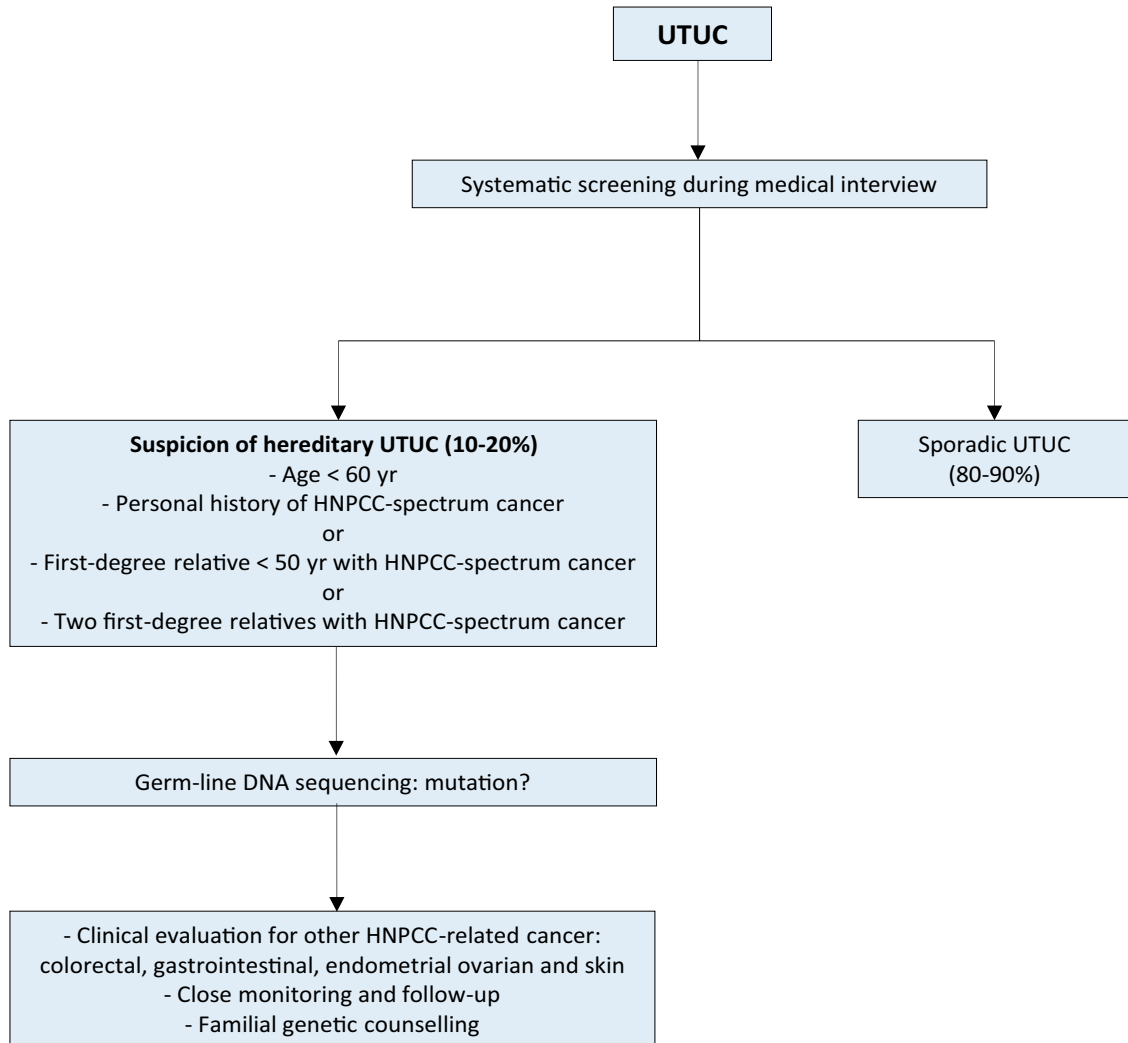 UTUC
Systematic screening during medical interview
Suspicion of hereditary UTUC (10-20%)
- Age < 60 yr
- Personal history of HNPCC-spectrum cancer
or
- First-degree relative < 50 yr with HNPCC-spectrum cancer
or
- Two first-degree relatives with HNPCC-spectrum cancer
Sporadic UTUC
(80-90%)
Germ-line DNA sequencing: mutation?
- Clinical evaluation for other HNPCC-related cancer:
colorectal, gastrointestinal, endometrial ovarian and skin
- Close monitoring and follow-up
- Familial genetic counselling